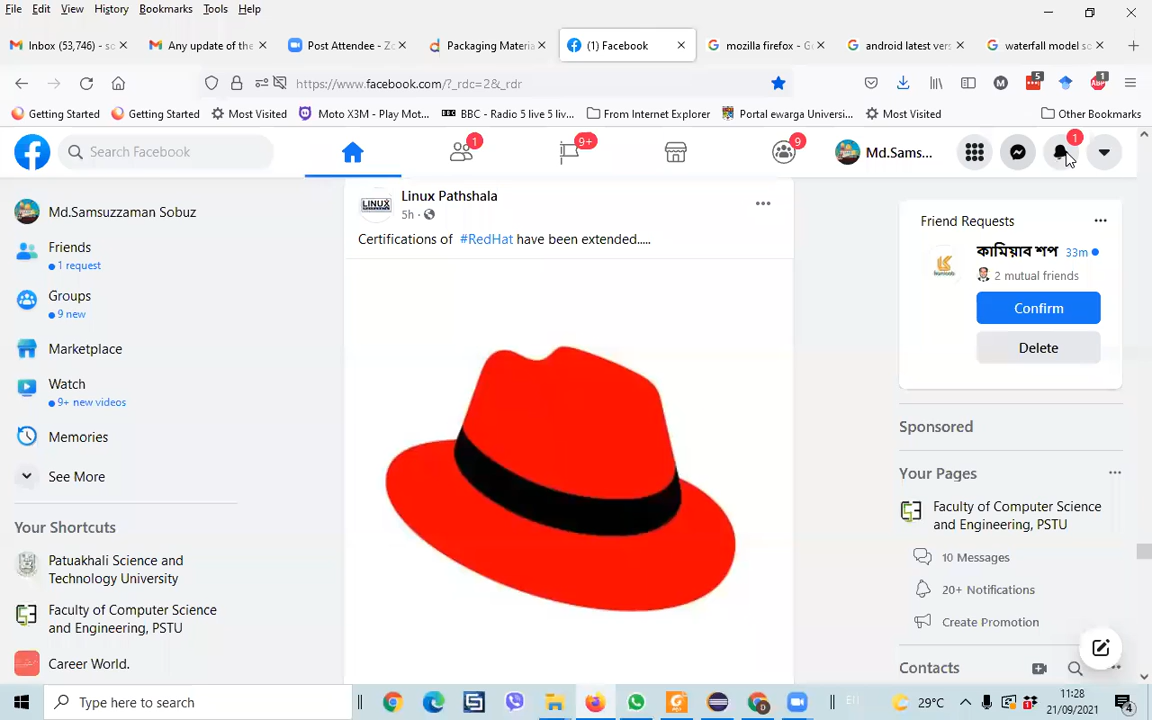 File Edit View History Bookmarks Tools Help
Inbox (53,746) - sc
Any update of the
Post Attendee - Zo
Packaging Materia
(1) Facebook
mozilla firefox - G
android latest vers
waterfall model s
https://www.facebook.com/?_rdc=2&_rdr
5
1
Getting Started
Getting Started
Most Visited
Moto X3M - Play Mot...
BBC - Radio 5 live 5 liv...
From Internet Explorer
Portal ewarga Universi...
Most Visited
Other Bookmarks
Search Facebook
1
9+
9
Md.Sams...
1
Md.Samsuzzaman Sobuz
Friends
1 request
Groups
9 new
Marketplace
Watch
9+ new videos
Memories
See More
Your Shortcuts
Patuakhali Science and
Technology University
Faculty of Computer Science
and Engineering, PSTU
Career World.
LINUX
Linux Pathshala
5h
Certifications of #RedHat have been extended.....
Friend Requests
কামিয়াব শপ 33m
2 mutual friends
Confirm
Delete
Sponsored
Your Pages
Faculty of Computer Science
and Engineering, PSTU
10 Messages
20+ Notifications
Create Promotion
Contacts
Type here to search
29°C
11:28
21/09/2021
4